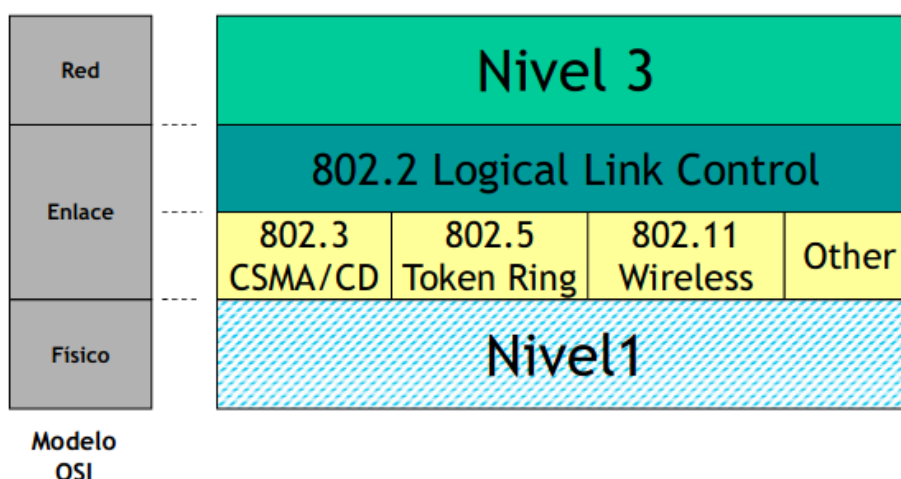 Red
Nivel 3
802.2 Logical Link Control
Enlace
802.3
CSMA/CD
802.5
Token Ring
802.11
Wireless
Other
Físico
Nivel1
Modelo
OSI